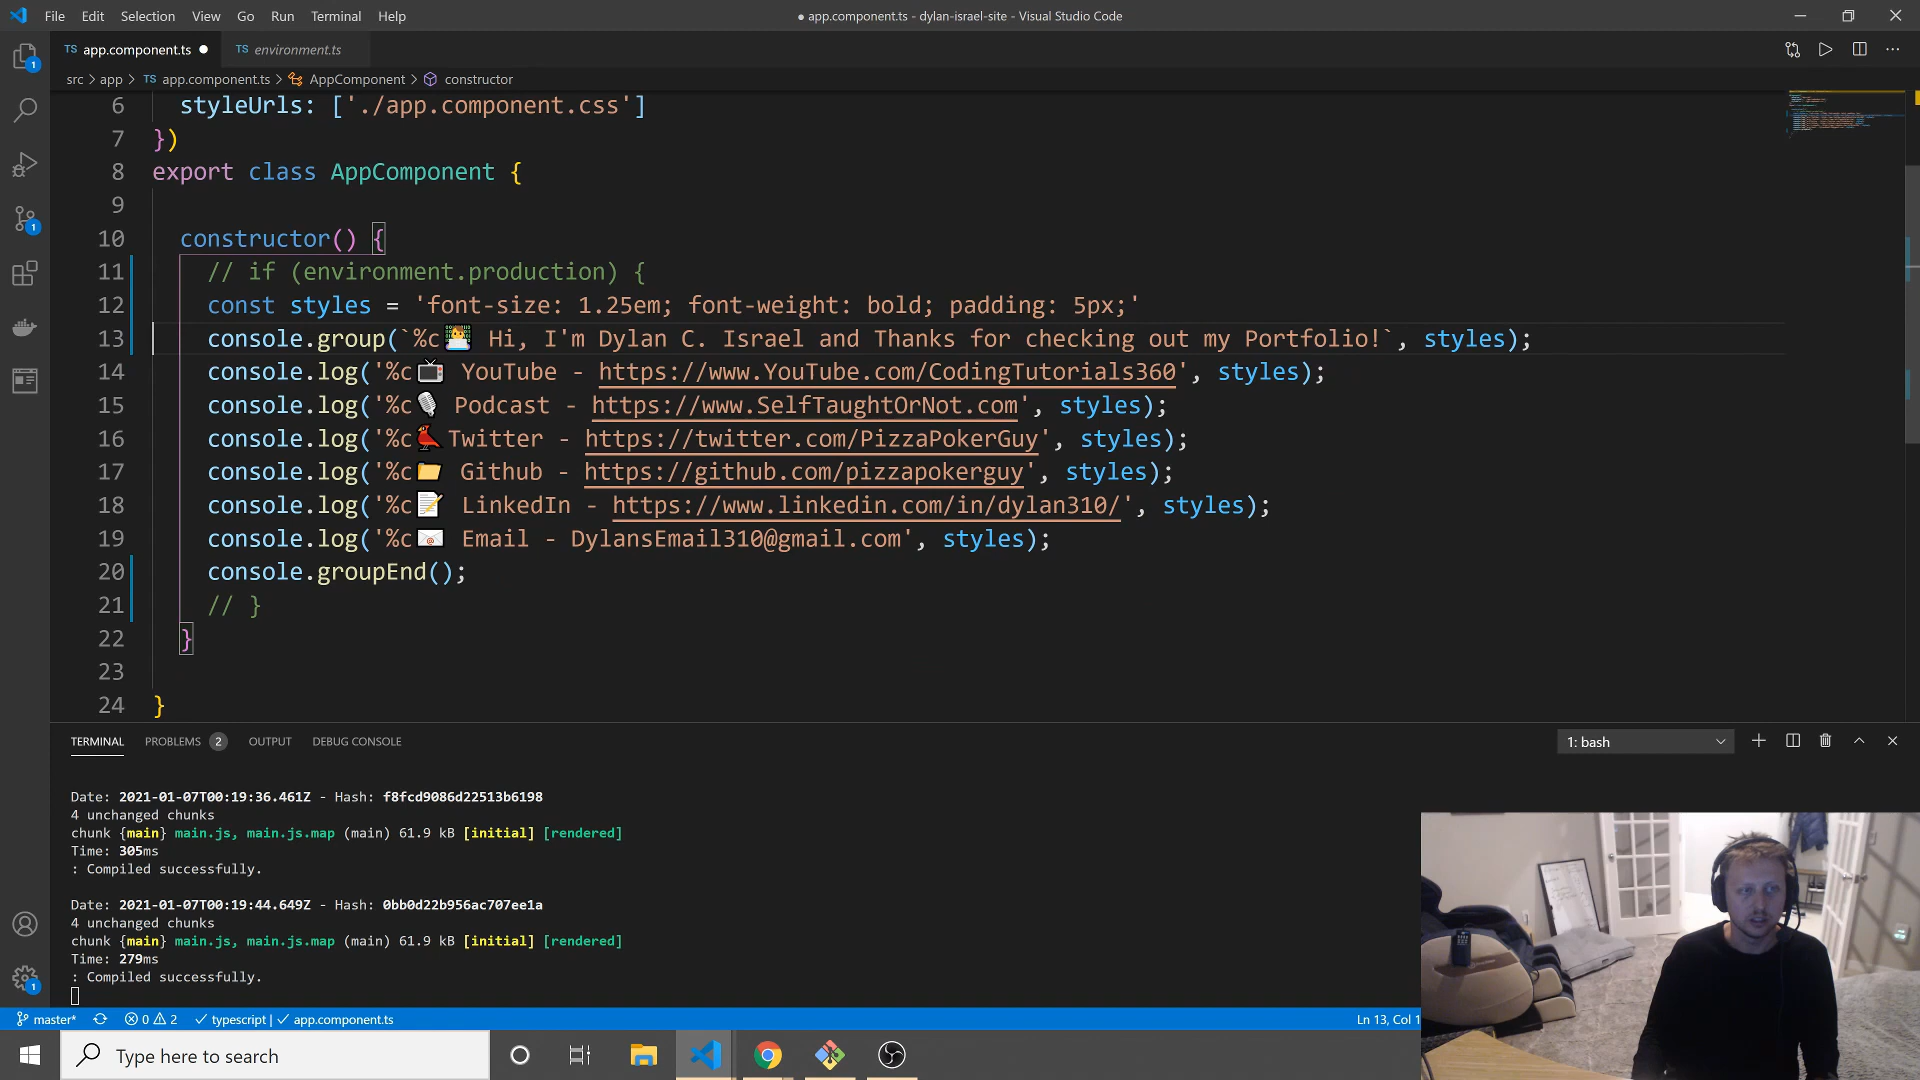 File Edit Selection View Go Run Terminal Help
● app.component.ts - dylan-israel-site - Visual Studio Code
TS app.component.ts ●
TS environment.ts
src > app > TS app.component.ts > AppComponent > constructor
6 styleUrls: ['./app.component.css']
7 })
8 export class AppComponent {
9
10 constructor() {
11 // if (environment.production) {
12 const styles = 'font-size: 1.25em; font-weight: bold; padding: 5px;'
13 console.group(`%c👨‍💻 Hi, I'm Dylan C. Israel and Thanks for checking out my Portfolio!`, styles);
14 console.log('%c📺 YouTube - https://www.YouTube.com/CodingTutorials360', styles);
15 console.log('%c🎙 Podcast - https://www.SelfTaughtOrNot.com', styles);
16 console.log('%c🐦Twitter - https://twitter.com/PizzaPokerGuy', styles);
17 console.log('%c📁 Github - https://github.com/pizzapokerguy', styles);
18 console.log('%c📝 LinkedIn - https://www.linkedin.com/in/dylan310/', styles);
19 console.log('%c📧 Email - DylansEmail310@gmail.com', styles);
20 console.groupEnd();
21 // }
22 }
23
24 }
TERMINAL PROBLEMS 2 OUTPUT DEBUG CONSOLE
1: bash
Date: 2021-01-07T00:19:36.461Z - Hash: f8fcd9086d22513b6198
4 unchanged chunks
chunk {main} main.js, main.js.map (main) 61.9 kB [initial] [rendered]
Time: 305ms
: Compiled successfully.
Date: 2021-01-07T00:19:44.649Z - Hash: 0bb0d22b956ac707ee1a
4 unchanged chunks
chunk {main} main.js, main.js.map (main) 61.9 kB [initial] [rendered]
Time: 279ms
: Compiled successfully.
master* 0 2 typescript | app.component.ts
Ln 13, Col 1
Type here to search